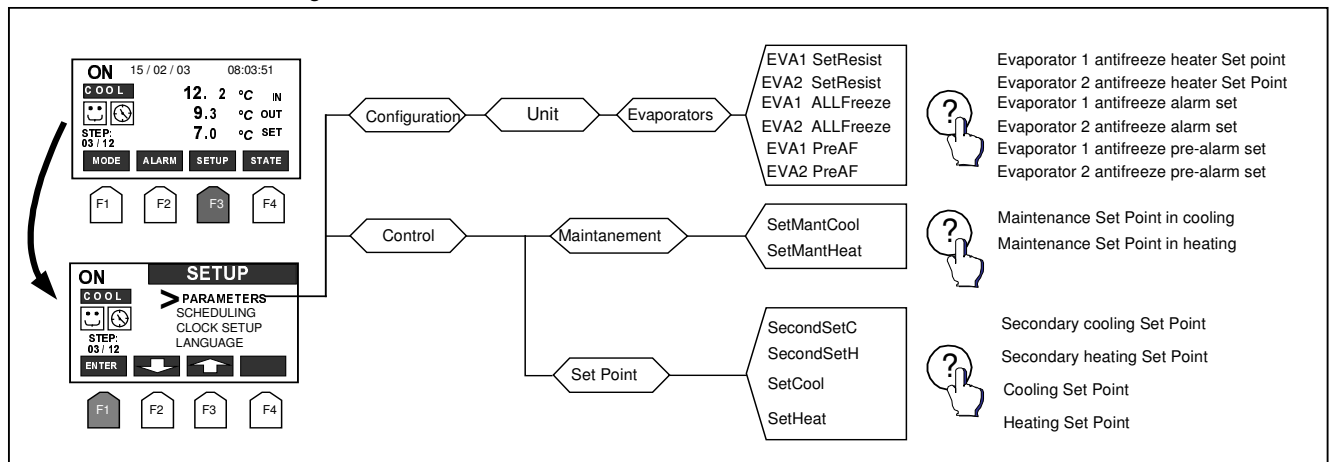 ON 15 / 02 / 03 08:03:51
COOL
12. 2 °C IN
9.3 °C OUT
7.0 °C SET
STEP:
03 / 12
MODE ALARM SETUP STATE
F1 F2 F3 F4
ON SETUP
COOL
> PARAMETERS
SCHEDULING
CLOCK SETUP
LANGUAGE
STEP:
03 / 12
ENTER
F1 F2 F3 F4
Configuration Unit Evaporators
EVA1 SetResist
EVA2 SetResist
EVA1 ALLFreeze
EVA2 ALLFreeze
EVA1 PreAF
EVA2 PreAF
?
Evaporator 1 antifreeze heater Set point
Evaporator 2 antifreeze heater Set Point
Evaporator 1 antifreeze alarm set
Evaporator 2 antifreeze alarm set
Evaporator 1 antifreeze pre-alarm set
Evaporator 2 antifreeze pre-alarm set
Control Maintanement
SetMantCool
SetMantHeat
?
Maintenance Set Point in cooling
Maintenance Set Point in heating
Set Point
SecondSetC
SecondSetH
SetCool
SetHeat
?
Secondary cooling Set Point
Secondary heating Set Point
Cooling Set Point
Heating Set Point